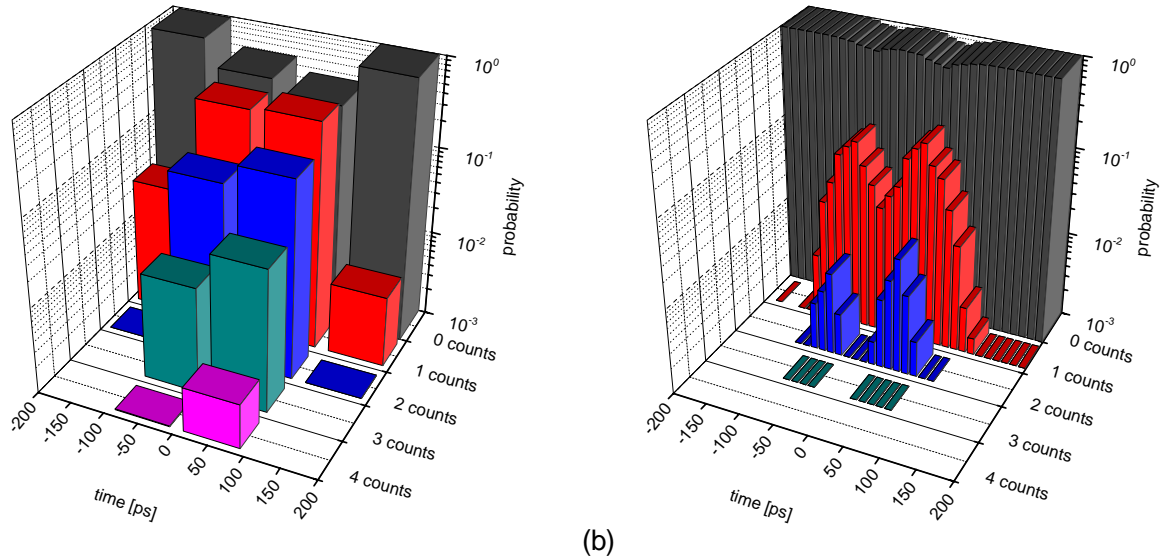 10^0
10^-1
10^-2
10^-3
probability
0 counts
1 counts
2 counts
3 counts
4 counts
-200
-150
-100
-50
0
50
100
150
200
time [ps]
10^0
10^-1
10^-2
10^-3
probability
0 counts
1 counts
2 counts
3 counts
4 counts
-200
-150
-100
-50
0
50
100
150
200
time [ps]
(b)